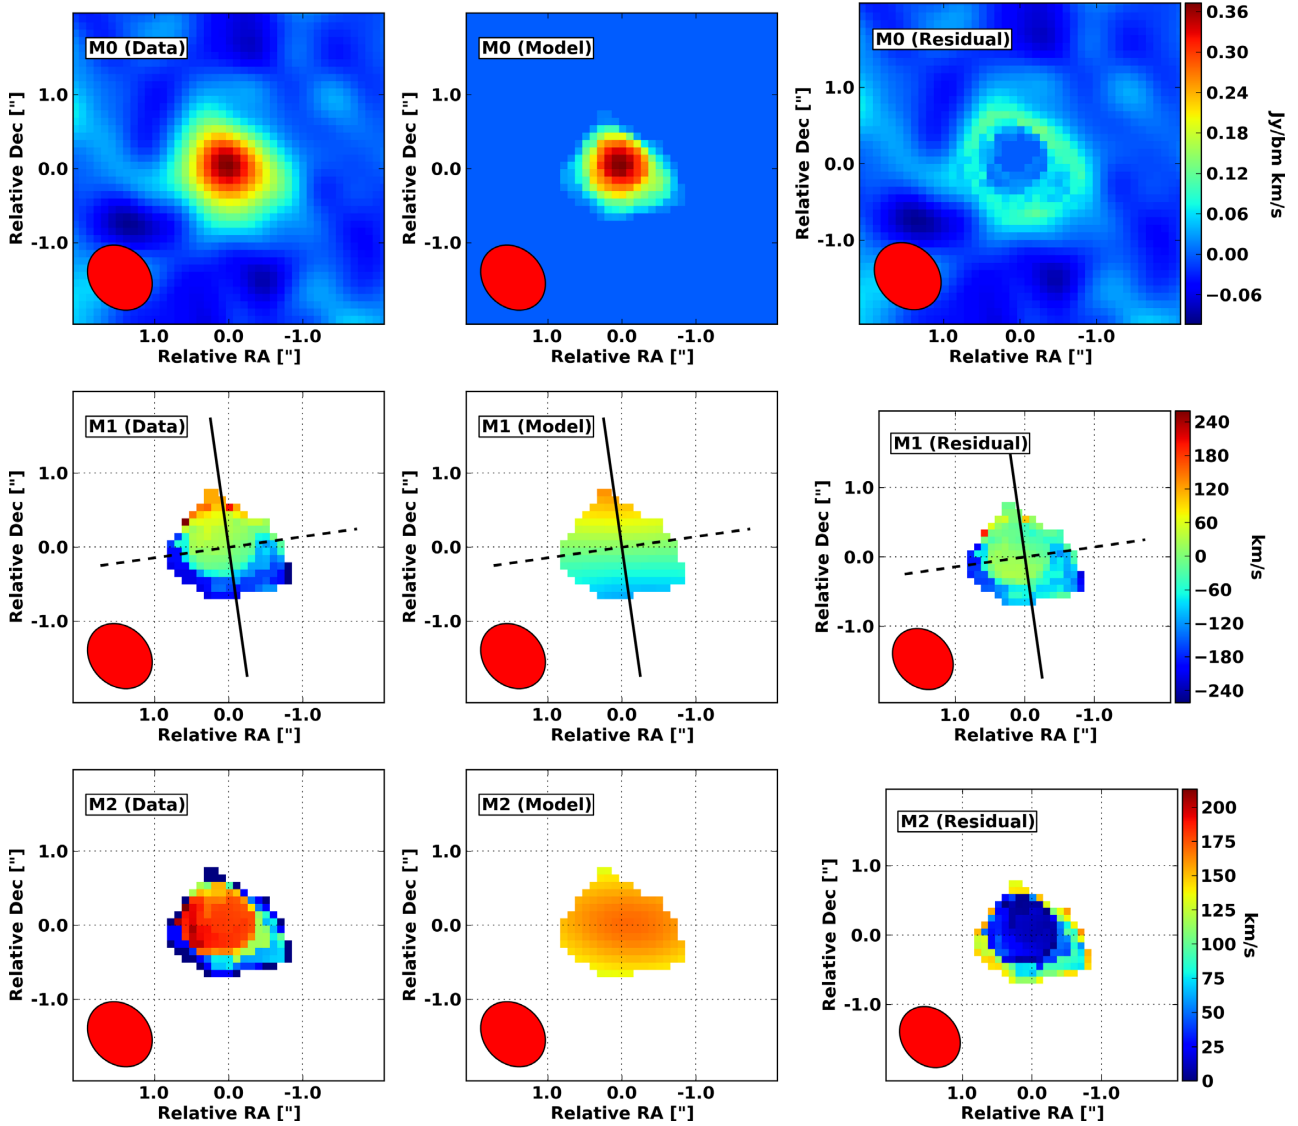 M0 (Data)
M0 (Model)
M0 (Residual)
Relative Dec ["]
1.0
0.0
-1.0
1.0
0.0
-1.0
Relative RA ["]
Relative Dec ["]
1.0
0.0
-1.0
1.0
0.0
-1.0
Relative RA ["]
Relative Dec ["]
1.0
0.0
-1.0
1.0
0.0
-1.0
Relative RA ["]
0.36
0.30
0.24
0.18
0.12
0.06
0.00
−0.06
Jy/bm km/s
M1 (Data)
M1 (Model)
M1 (Residual)
Relative Dec ["]
1.0
0.0
-1.0
1.0
0.0
-1.0
Relative RA ["]
Relative Dec ["]
1.0
0.0
-1.0
1.0
0.0
-1.0
Relative RA ["]
Relative Dec ["]
1.0
0.0
-1.0
1.0
0.0
-1.0
Relative RA ["]
240
180
120
60
0
−60
−120
−180
−240
km/s
M2 (Data)
M2 (Model)
M2 (Residual)
Relative Dec ["]
1.0
0.0
-1.0
1.0
0.0
-1.0
Relative RA ["]
Relative Dec ["]
1.0
0.0
-1.0
1.0
0.0
-1.0
Relative RA ["]
Relative Dec ["]
1.0
0.0
-1.0
1.0
0.0
-1.0
Relative RA ["]
200
175
150
125
100
75
50
25
0
km/s